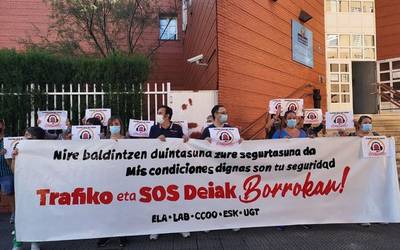 Nire baldintzen duintasuna zure segurtasuna da
Mis condiciones dignas son tu seguridad
Trafiko eta SOS Deiak Borrokan!
ELA - LAB - CCOO - ESK - UGT